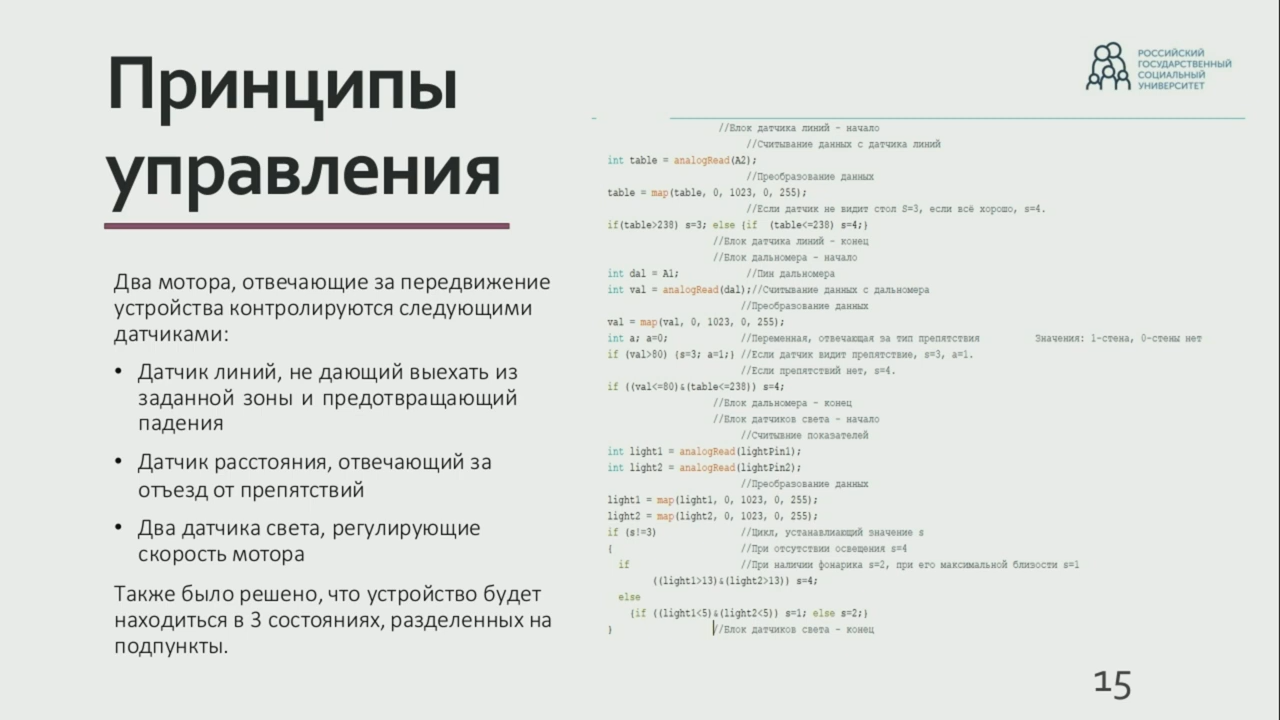 Принципы
управления
РОССИЙСКИЙ
ГОСУДАРСТВЕННЫЙ
СОЦИАЛЬНЫЙ
УНИВЕРСИТЕТ
Два мотора, отвечающие за передвижение
устройства контролируются следующими
датчиками:
• Датчик линий, не дающий выехать из
заданной зоны и предотвращающий
падения
• Датчик расстояния, отвечающий за
отъезд от препятствий
• Два датчика света, регулирующие
скорость мотора
Также было решено, что устройство будет
находиться в 3 состояниях, разделенных на
подпункты.
//Блок датчика линий - начало
//Считывание данных с датчика линий
int table = analogRead(A2);
//Преобразование данных
table = map(table, 0, 1023, 0, 255);
//Если датчик не видит стол S=3, если всё хорошо, s=4.
if(table>238) s=3; else {if (table<=238) s=4;}
//Блок датчика линий - конец
//Блок дальномера - начало
int dal = A1; //Пин дальномера
int val = analogRead(dal);//Считывание данных с дальномера
//Преобразование данных
val = map(val, 0, 1023, 0, 255);
int a; a=0; //Переменная, отвечающая за тип препятствия Значения: 1-стена, 0-стены нет
if (val>80) {s=3; a=1;} //Если датчик видит препятствие, s=3, a=1.
//Если препятствий нет, s=4.
if ((val<=80)&(table<=238)) s=4;
//Блок дальномера - конец
//Блок датчиков света - начало
//Считывние показателей
int light1 = analogRead(lightPin1);
int light2 = analogRead(lightPin2);
//Преобразование данных
light1 = map(light1, 0, 1023, 0, 255);
light2 = map(light2, 0, 1023, 0, 255);
if (s!=3) //Цикл, устанавлиающий значение s
{ //При отсутствии освещения s=4
if //При наличии фонарика s=2, при его максимальной близости s=1
((light1>13)&(light2>13)) s=4;
else
{if ((light1<5)&(light2<5)) s=1; else s=2;}
} //Блок датчиков света - конец
15